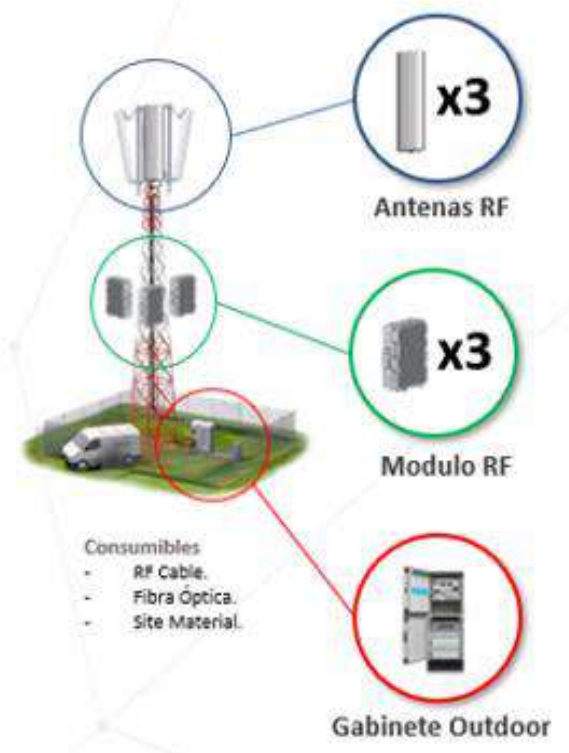 x3
Antenas RF
x3
Modulo RF
Consumibles
- RF Cable.
- Fibra Óptica.
- Site Material.
Gabinete Outdoor